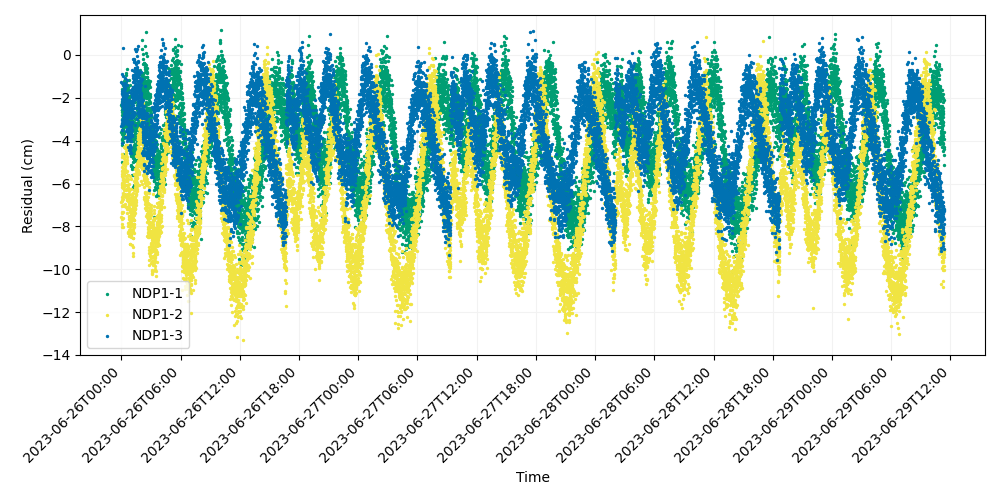 Residual (cm)
0
−2
−4
−6
−8
−10
−12
−14
NDP1-1
NDP1-2
NDP1-3
2023-06-26T00:00
2023-06-26T06:00
2023-06-26T12:00
2023-06-26T18:00
2023-06-27T00:00
2023-06-27T06:00
2023-06-27T12:00
2023-06-27T18:00
2023-06-28T00:00
2023-06-28T06:00
2023-06-28T12:00
2023-06-28T18:00
2023-06-29T00:00
2023-06-29T06:00
2023-06-29T12:00
Time